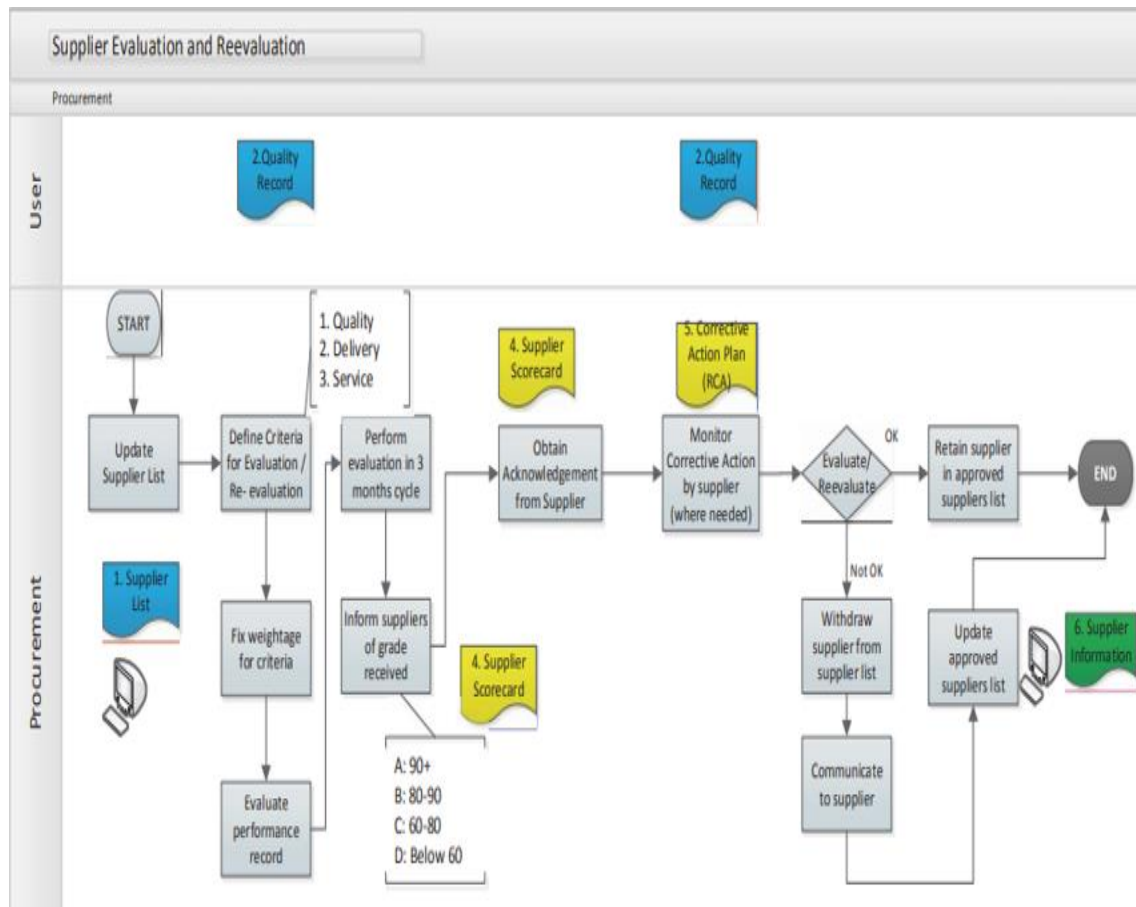 Supplier Evaluation and Reevaluation
Procurement
User
2.Quality
Record
2.Quality
Record
Procurement
START
1. Quality
2. Delivery
3. Service
4. Supplier
Scorecard
5. Corrective
Action Plan
(RCA)
Update
Supplier List
Define Criteria
for Evaluation /
Re- evaluation
Perform
evaluation in 3
months cycle
Obtain
Acknowledgement
from Supplier
Monitor
Corrective Action
by supplier
(where needed)
Evaluate/
Reevaluate
OK
Retain supplier
in approved
suppliers list
END
Not OK
1. Supplier
List
Fix weightage
for criteria
Inform suppliers
of grade
received
4. Supplier
Scorecard
Withdraw
supplier from
supplier list
Update
approved
suppliers list
6. Supplier
Information
A: 90+
B: 80-90
C: 60-80
D: Below 60
Evaluate
performance
record
Communicate
to supplier